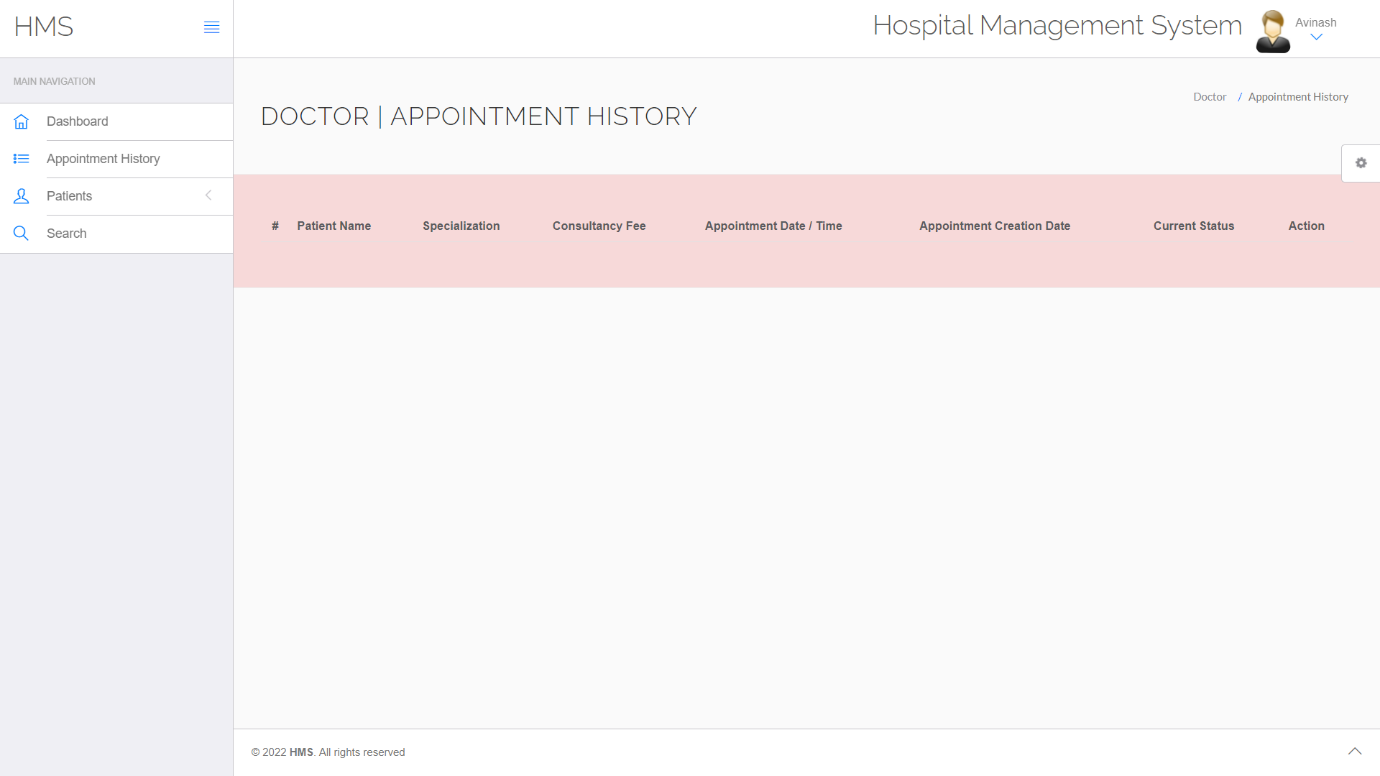 HMS
Hospital Management System
Avinash
MAIN NAVIGATION
Dashboard
Appointment History
Patients
Search
DOCTOR | APPOINTMENT HISTORY
Doctor / Appointment History
# Patient Name Specialization Consultancy Fee Appointment Date / Time Appointment Creation Date Current Status Action
© 2022 HMS. All rights reserved